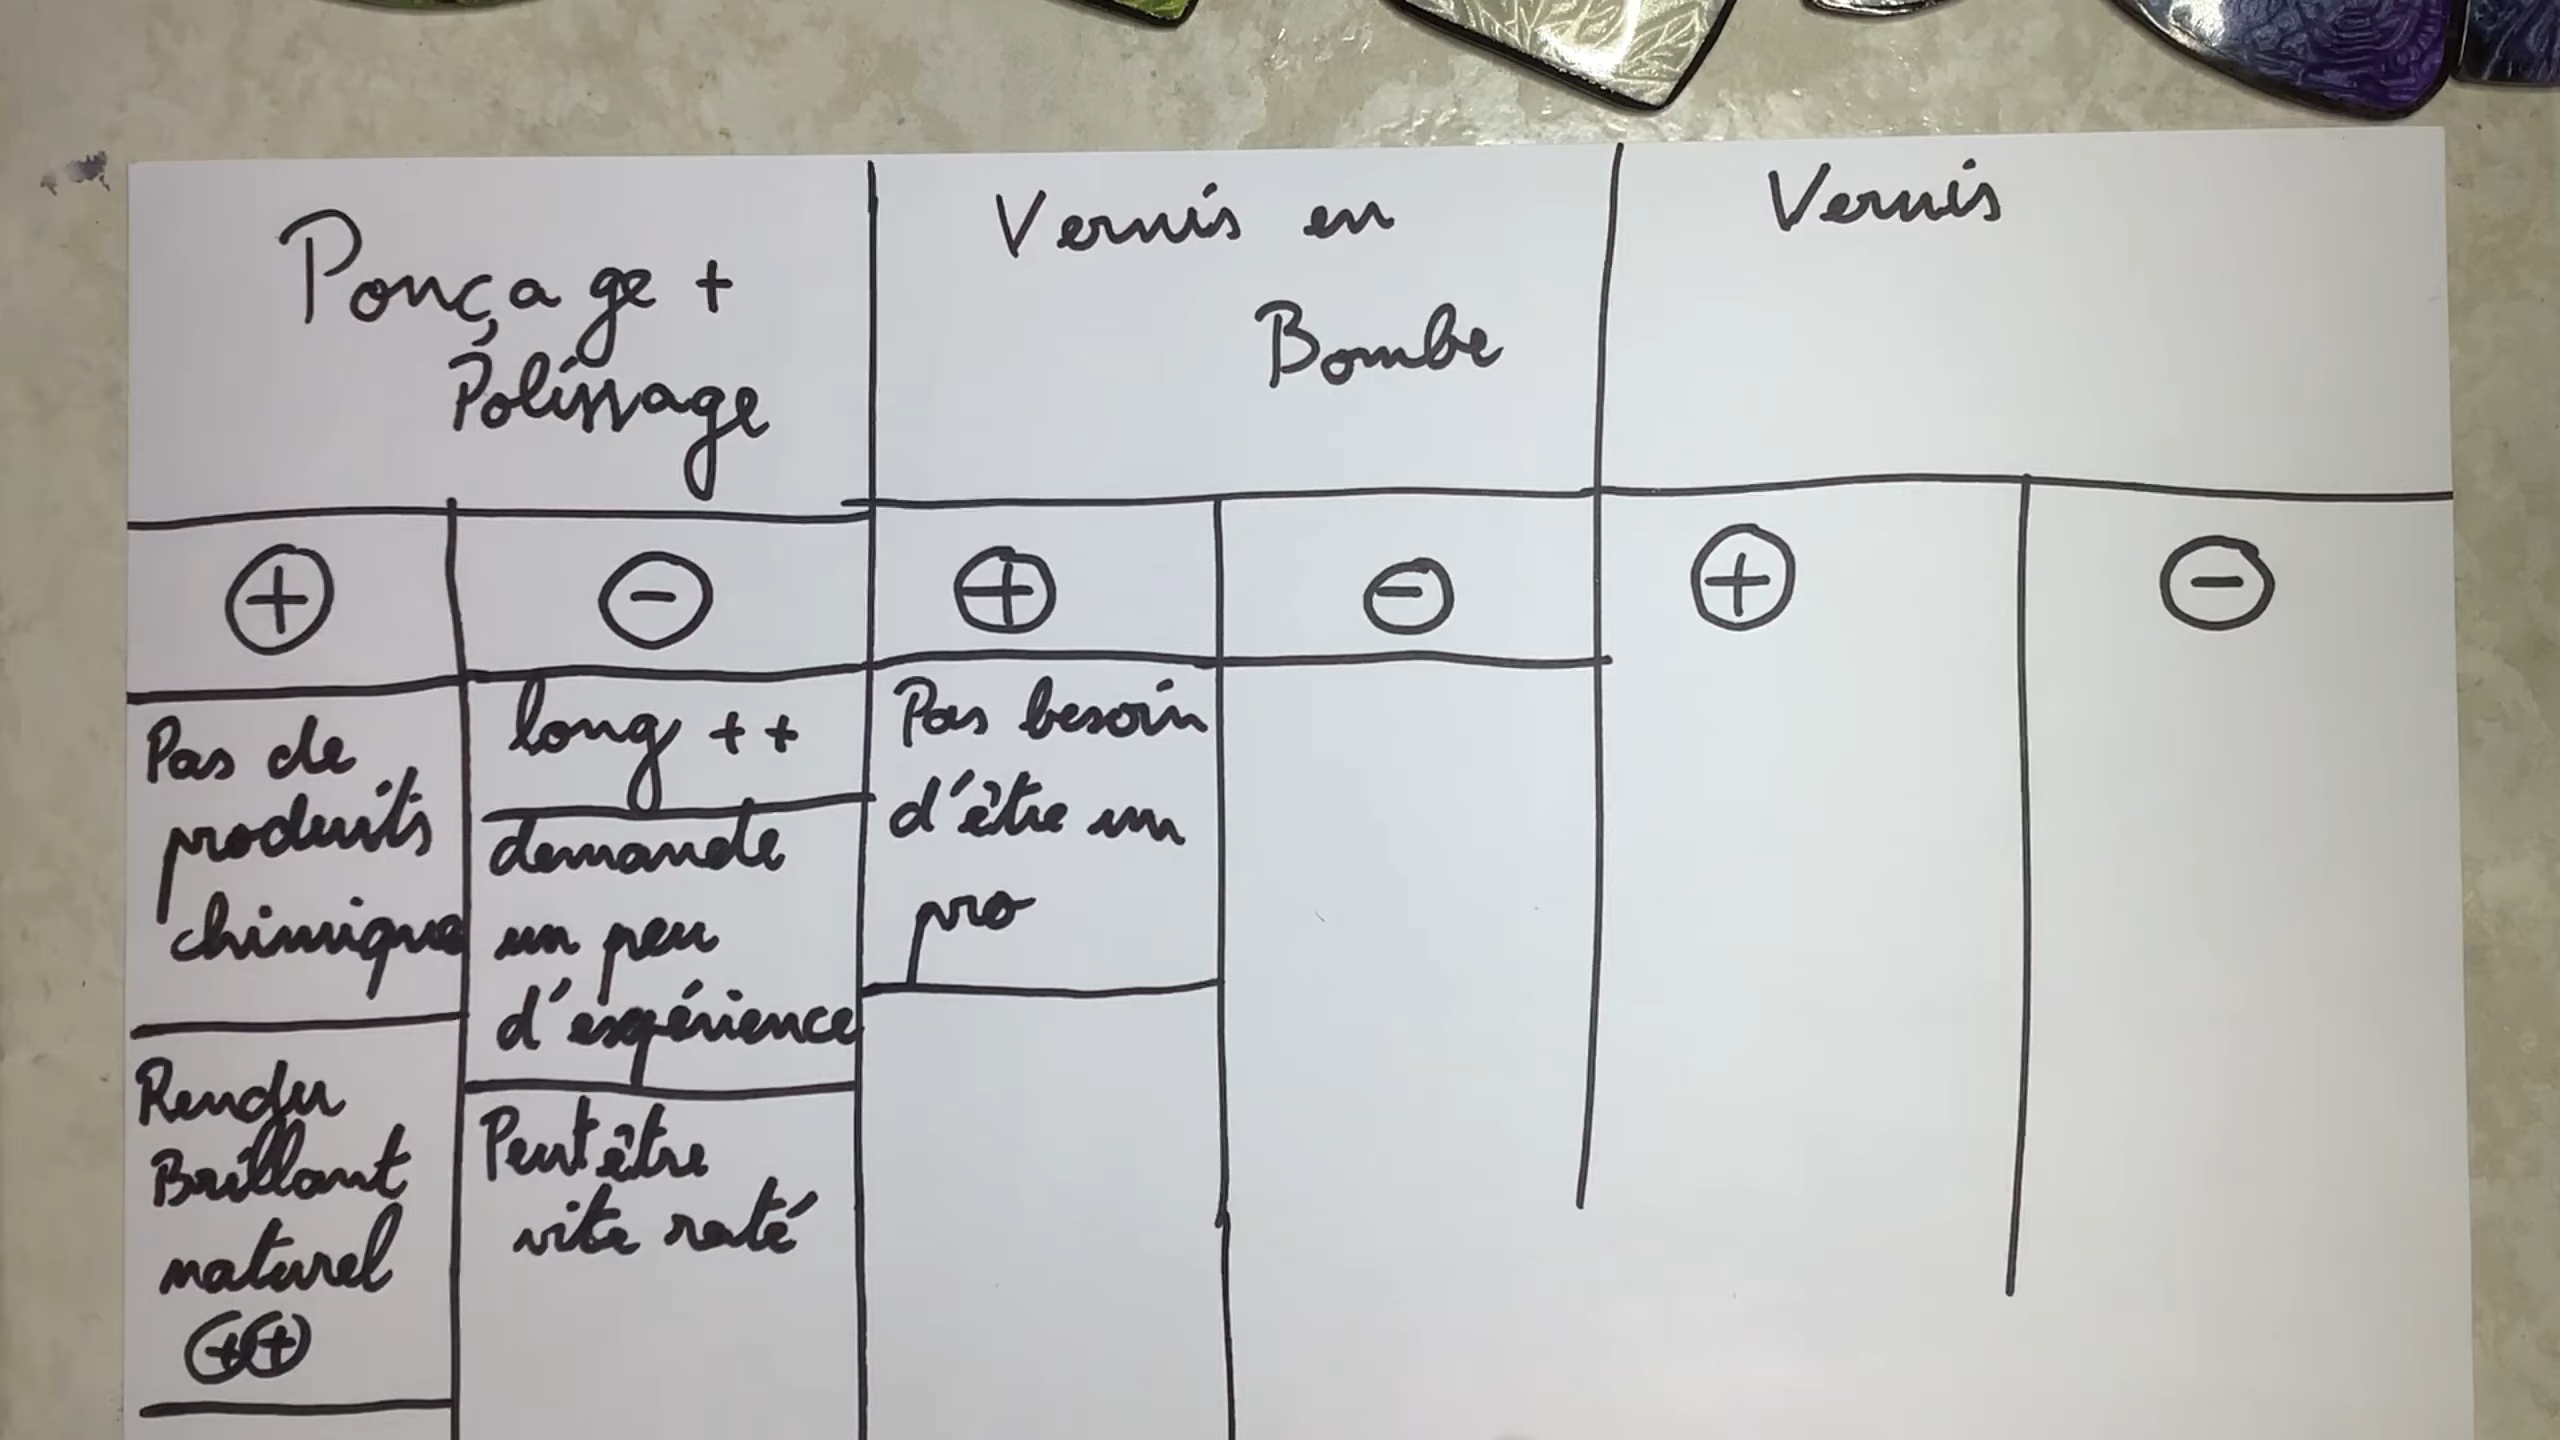 Ponçage +
Polissage
Vernis en
Bombe
Vernis
+
-
+
-
+
-
Pas de
produits
chimique
Rendu
Brillant
naturel
++
long ++
demande
un peu
d'expérience
Peut être
vite raté
Pas besoin
d'être un
pro